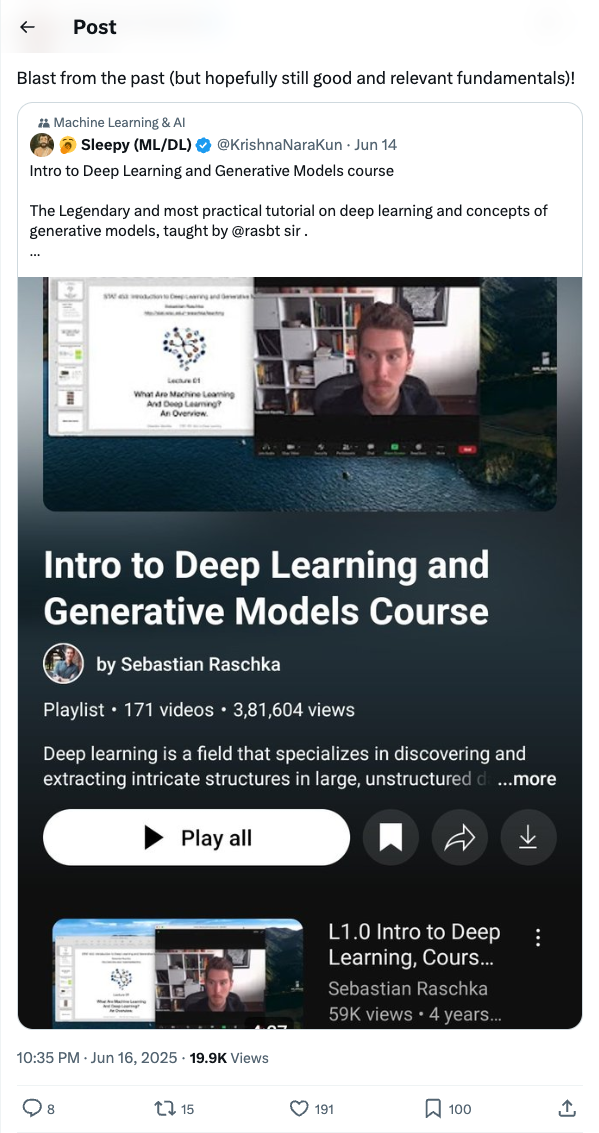 Post
Blast from the past (but hopefully still good and relevant fundamentals)!
Machine Learning & AI
Sleepy (ML/DL) @KrishnaNaraKun · Jun 14
Intro to Deep Learning and Generative Models course
The Legendary and most practical tutorial on deep learning and concepts of
generative models, taught by @rasbt sir .
...
STAT 453: Introduction to Deep Learning and Generative
Sebastian Raschka
Lecture 01
What Are Machine Learning
And Deep Learning?
An Overview.
Intro to Deep Learning and
Generative Models Course
by Sebastian Raschka
Playlist • 171 videos • 3,81,604 views
Deep learning is a field that specializes in discovering and
extracting intricate structures in large, unstructured d ...more
Play all
L1.0 Intro to Deep
Learning, Cours...
Sebastian Raschka
59K views • 4 years...
10:35 PM · Jun 16, 2025 · 19.9K Views
8 15 191 100